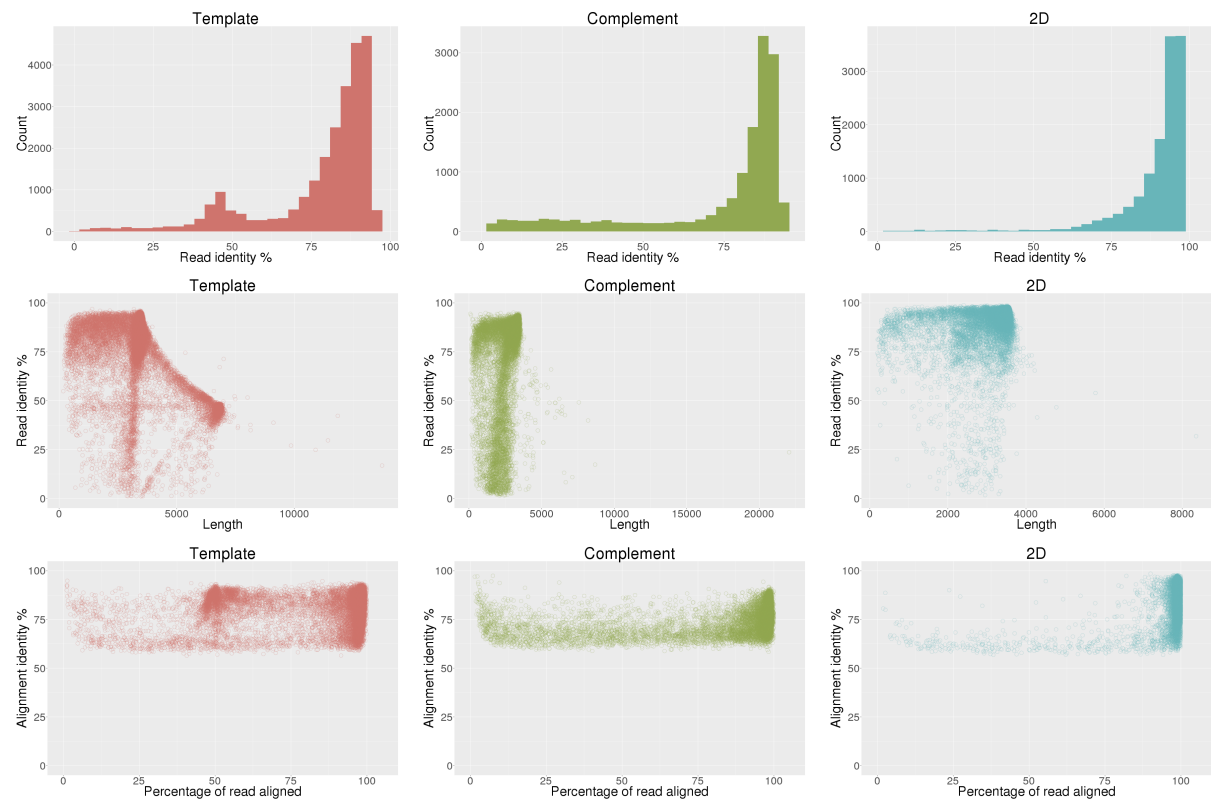 Template Complement 2D
Count 4000 3000 2000 1000 0
Count 3000 2000 1000 0
Count 3000 2000 1000 0
0 25 50 75 100
0 25 50 75
0 25 50 75 100
Read identity % Read identity % Read identity %
Template Complement 2D
Read identity % 100 75 50 25 0
Read identity % 100 75 50 25 0
Read identity % 100 75 50 25 0
0 5000 10000
0 5000 10000 15000 20000
0 2000 4000 6000 8000
Length Length Length
Template Complement 2D
Alignment identity % 100 75 50 25 0
Alignment identity % 100 75 50 25 0
Alignment identity % 100 75 50 25 0
0 25 50 75 100
0 25 50 75 100
0 25 50 75 100
Percentage of read aligned Percentage of read aligned Percentage of read aligned